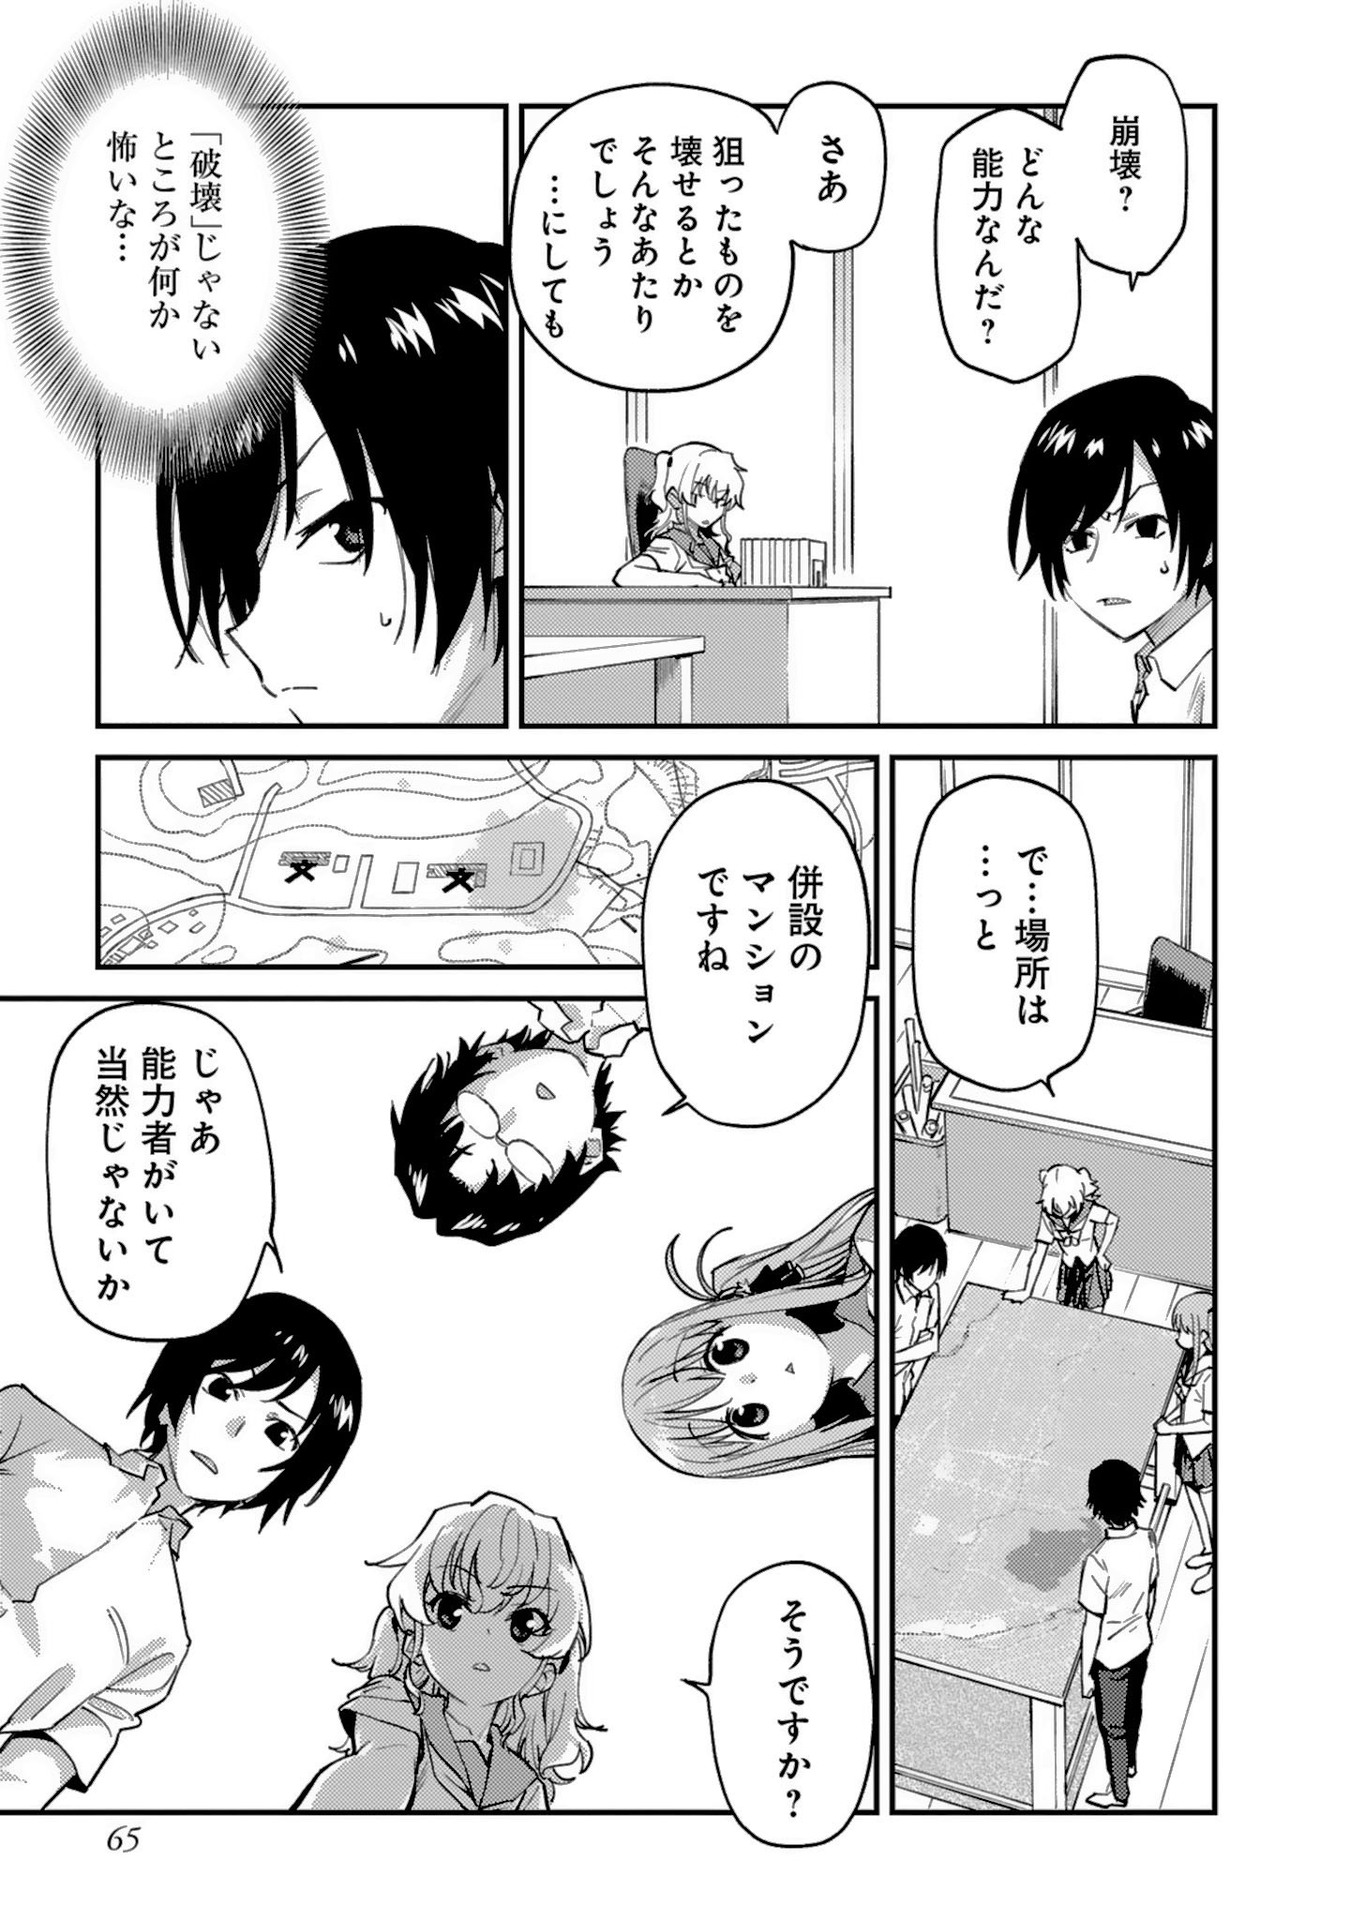 崩壊?
どんな
能力なんだ?
さあ
狙ったものを
壊せるとか
そんなあたり
でしょう
…にしても
「破壊」じゃない
ところが何か
怖いな…
で…場所は
…っと
併設の
マンション
ですね
じゃあ
能力者がいて
当然じゃないか
そうですか?
65